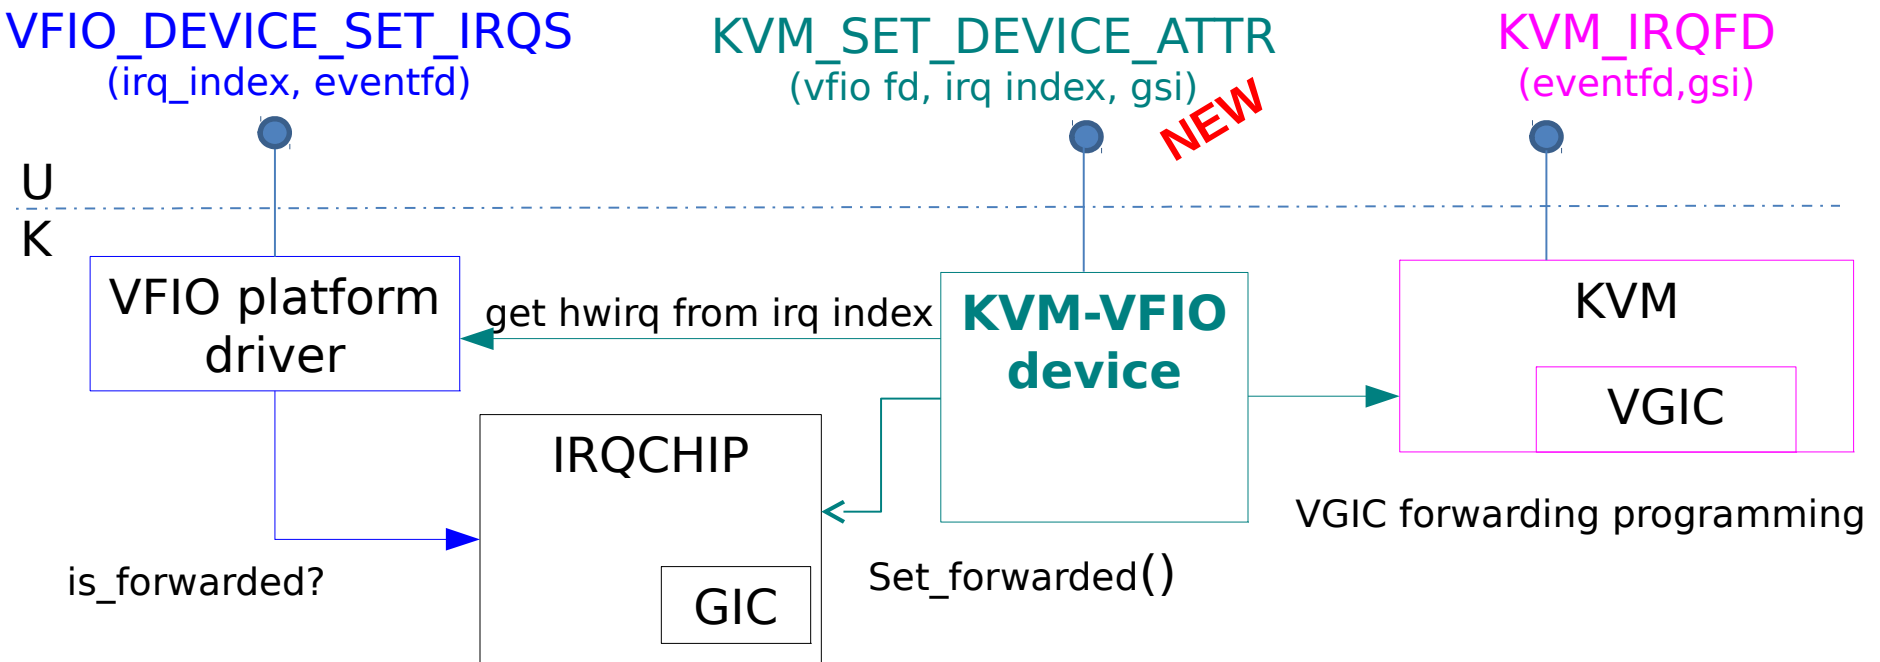 VFIO_DEVICE_SET_IRQS
(irq_index, eventfd)
KVM_SET_DEVICE_ATTR
(vfio fd, irq index, gsi)
NEW
KVM_IRQFD
(eventfd,gsi)
U
K
VFIO platform
driver
get hwirq from irq index
KVM-VFIO
device
KVM
VGIC
IRQCHIP
GIC
is_forwarded?
Set_forwarded()
VGIC forwarding programming